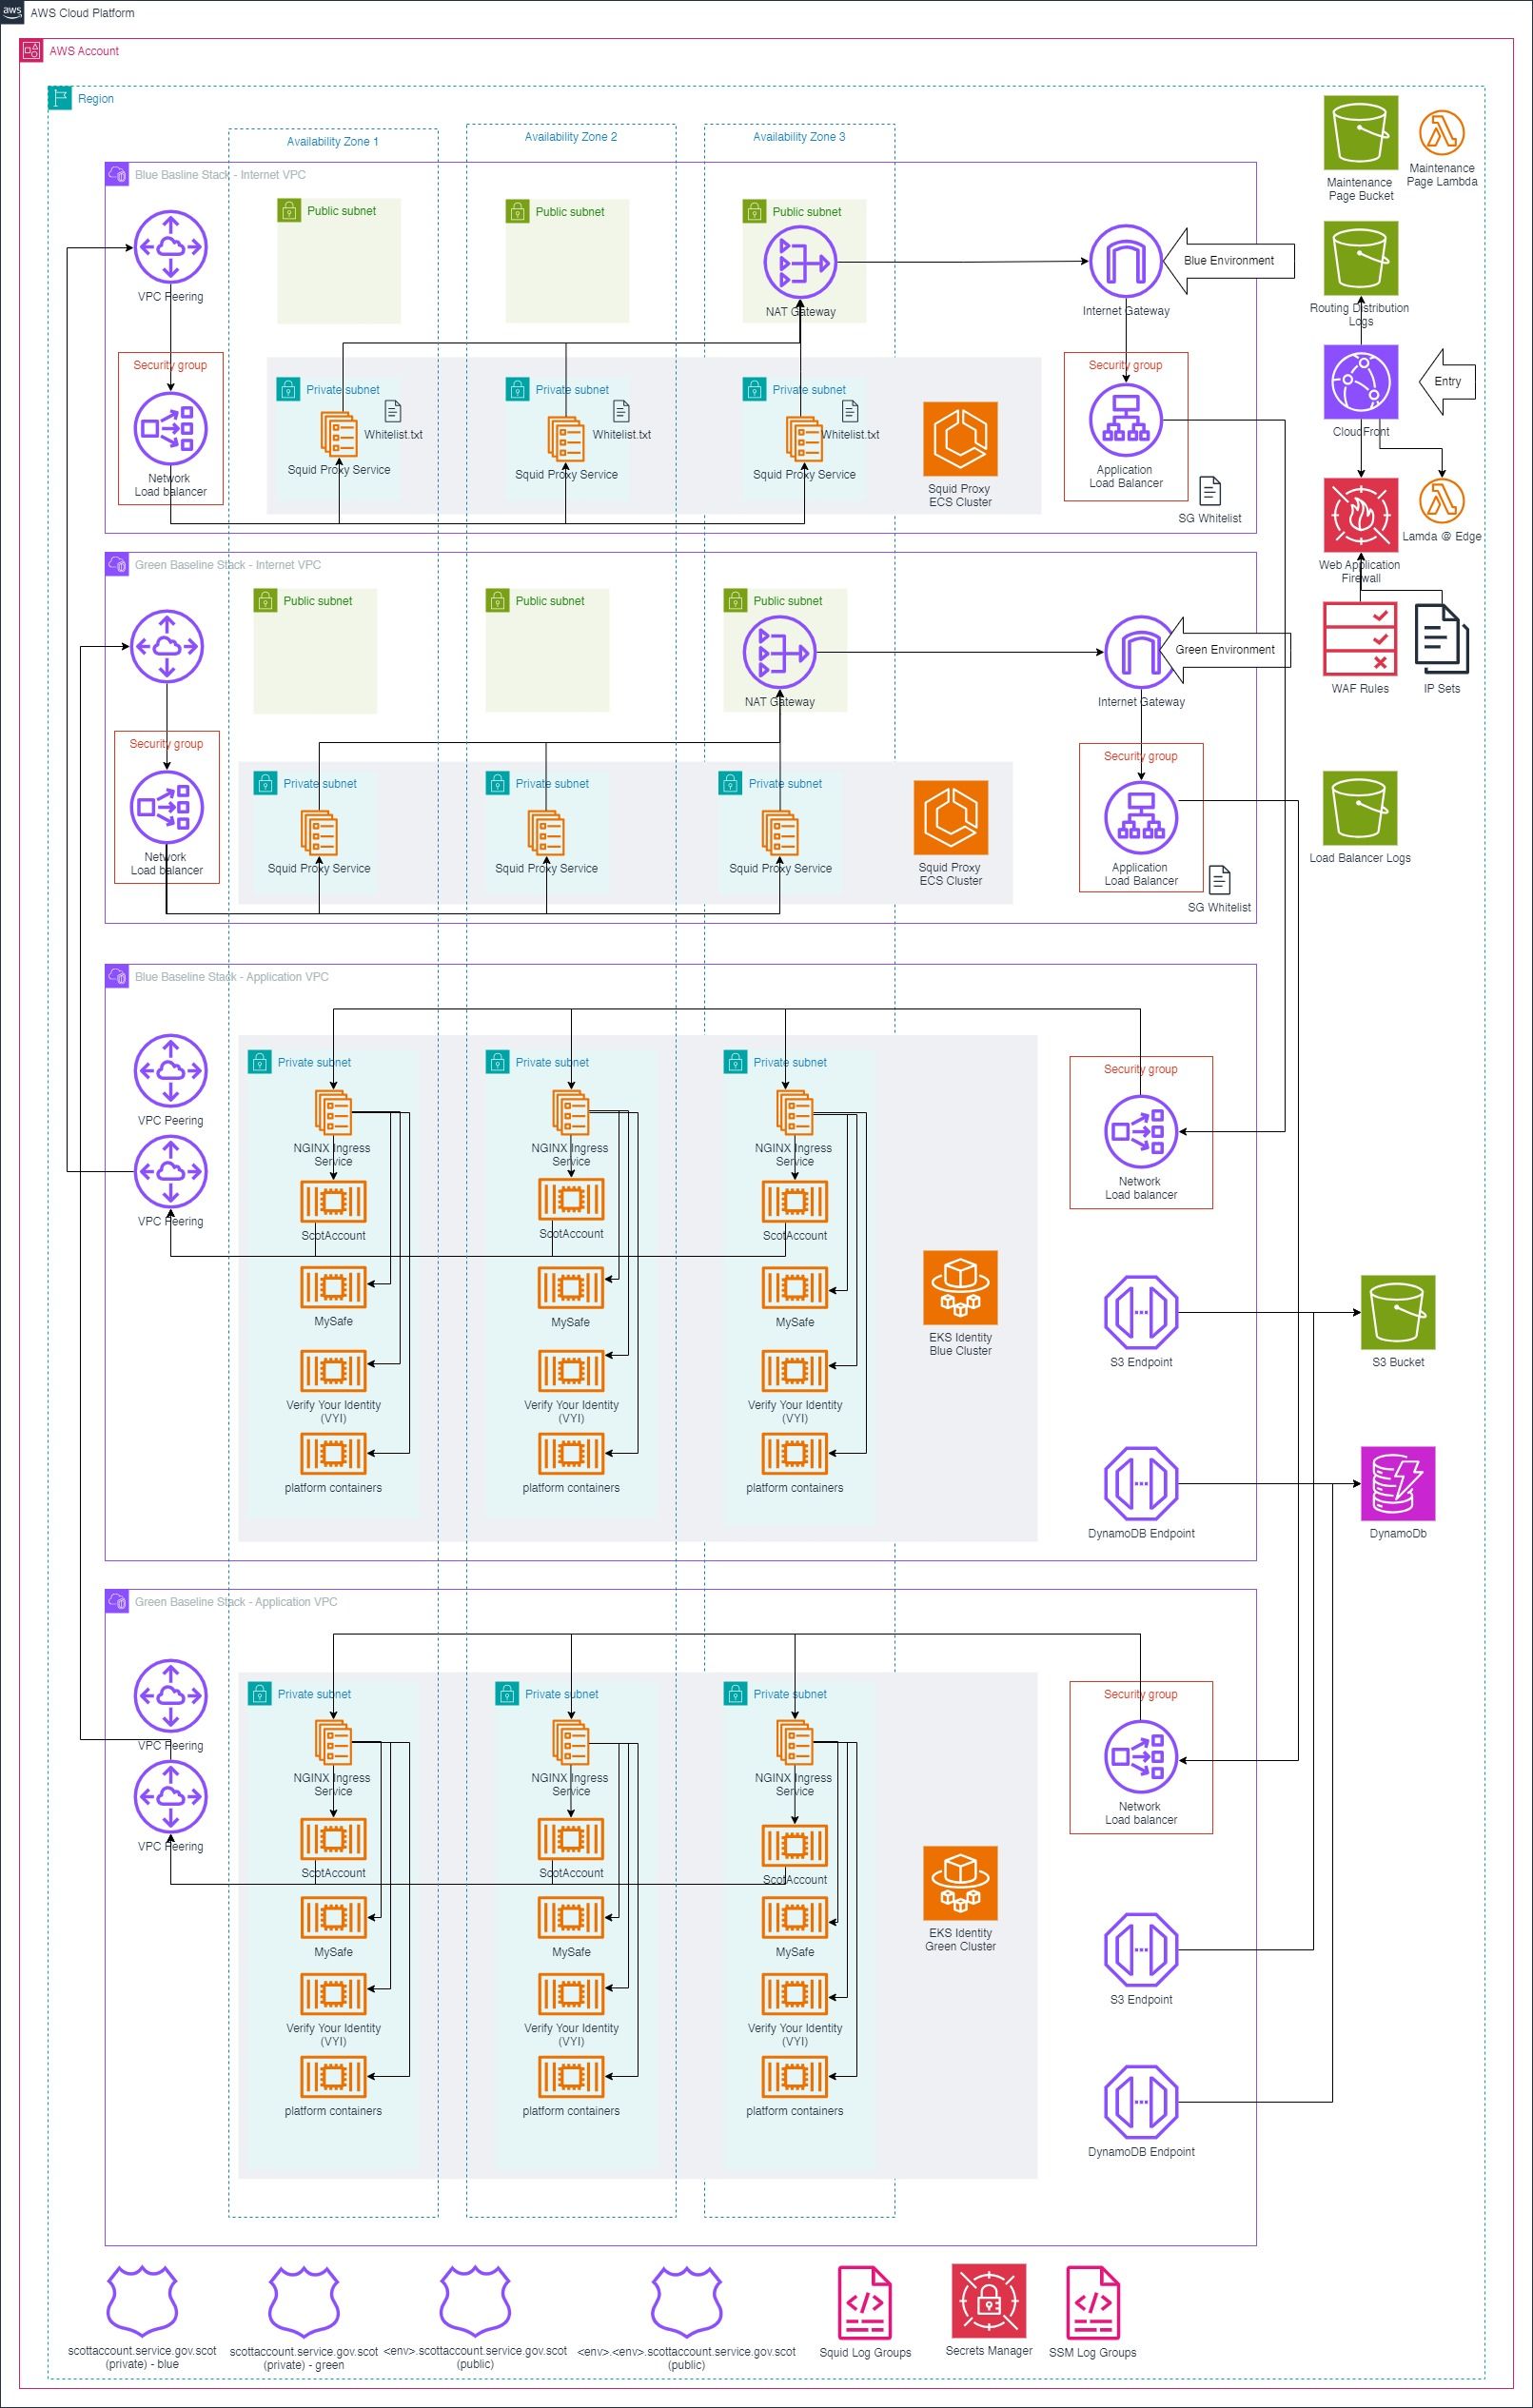 aws
AWS Cloud Platform
AWS Account
Region
Availability Zone 1
Availability Zone 2
Availability Zone 3
Maintenance
Page Bucket
Maintenance
Page Lambda
Blue Basline Stack - Internet VPC
VPC Peering
Public subnet
Public subnet
Public subnet
NAT Gateway
Internet Gateway
Blue Environment
Routing Distribution
Logs
Security group
Network
Load balancer
Private subnet
Whitelist.txt
Squid Proxy Service
Private subnet
Whitelist.txt
Squid Proxy Service
Private subnet
Whitelist.txt
Squid Proxy Service
Squid Proxy
ECS Cluster
Security group
Application
Load Balancer
SG Whitelist
CloudFront
Entry
Web Application
Firewall
Lamda @ Edge
WAF Rules
IP Sets
Green Baseline Stack - Internet VPC
Public subnet
Public subnet
Public subnet
NAT Gateway
Internet Gateway
Green Environment
Security group
Network
Load balancer
Private subnet
Squid Proxy Service
Private subnet
Squid Proxy Service
Private subnet
Squid Proxy Service
Squid Proxy
ECS Cluster
Security group
Application
Load Balancer
SG Whitelist
Load Balancer Logs
Blue Baseline Stack - Application VPC
VPC Peering
VPC Peering
Private subnet
NGINX Ingress
Service
ScotAccount
MySafe
Verify Your Identity
(VYI)
platform containers
Private subnet
NGINX Ingress
Service
ScotAccount
MySafe
Verify Your Identity
(VYI)
platform containers
Private subnet
NGINX Ingress
Service
ScotAccount
MySafe
Verify Your Identity
(VYI)
platform containers
EKS Identity
Blue Cluster
Security group
Network
Load balancer
S3 Endpoint
S3 Bucket
DynamoDB Endpoint
DynamoDb
Green Baseline Stack - Application VPC
VPC Peering
VPC Peering
Private subnet
NGINX Ingress
Service
ScotAccount
MySafe
Verify Your Identity
(VYI)
platform containers
Private subnet
NGINX Ingress
Service
ScotAccount
MySafe
Verify Your Identity
(VYI)
platform containers
Private subnet
NGINX Ingress
Service
ScotAccount
MySafe
Verify Your Identity
(VYI)
platform containers
EKS Identity
Green Cluster
Security group
Network
Load balancer
S3 Endpoint
DynamoDB Endpoint
scottaccount.service.gov.scot
(private) - blue
scottaccount.service.gov.scot
(private) - green
<env>.scottaccount.service.gov.scot
(public)
<env>.<env>.scottaccount.service.gov.scot
(public)
Squid Log Groups
Secrets Manager
SSM Log Groups